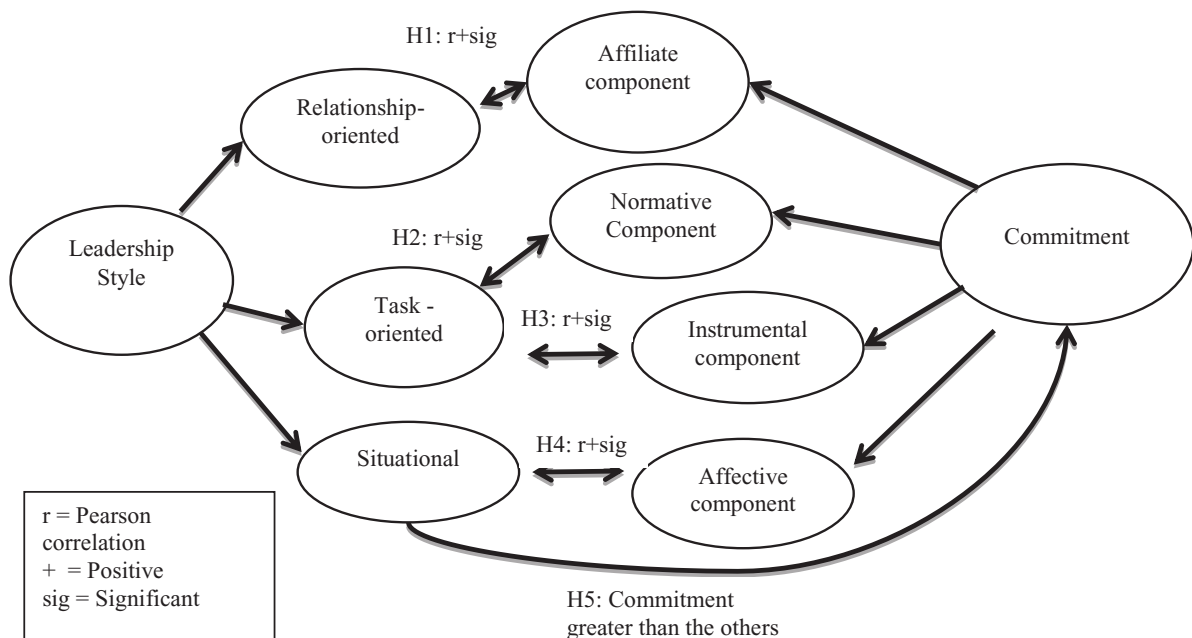 H1: r+sig
Affiliate
component
Relationship-
oriented
Normative
Component
H2: r+sig
Leadership
Style
Commitment
Task -
oriented
H3: r+sig
Instrumental
component
Situational
H4: r+sig
Affective
component
r = Pearson
correlation
+ = Positive
sig = Significant
H5: Commitment
greater than the others